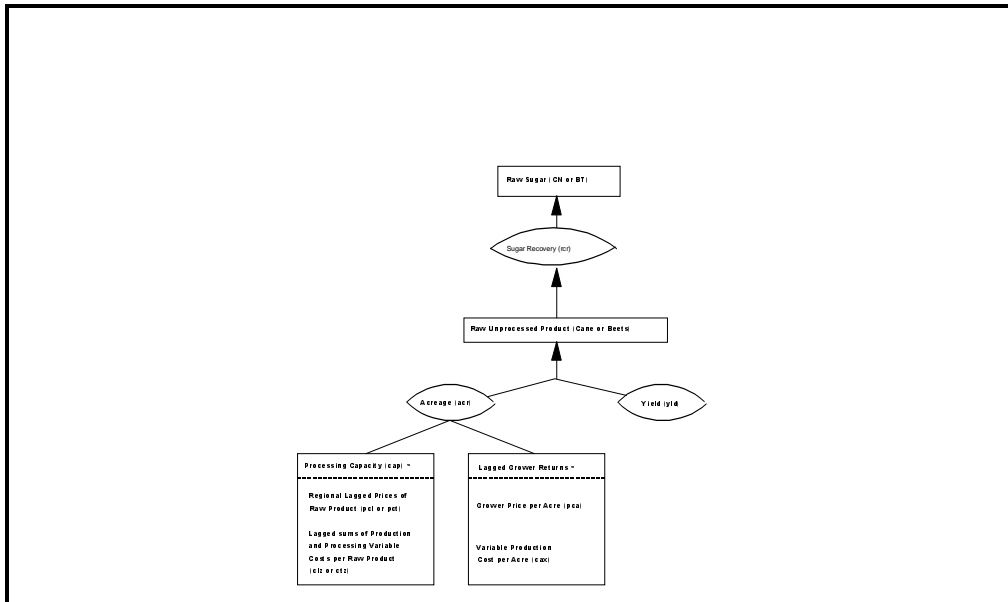 Raw Sugar (CN or BT)
Sugar Recovery (rcr)
Raw Unprocessed Product (Cane or Beets)
Acreage (acr)
Yield (yld)
Processing Capacity (cap) ~
Regional Lagged Prices of
Raw Product (pcl or pct)
Lagged sums of Production
and Processing Variable
Costs per Raw Product
(clz or ctz)
Lagged Grower Returns ~
Grower Price per Acre (pca)
Variable Production
Cost per Acre (cax)